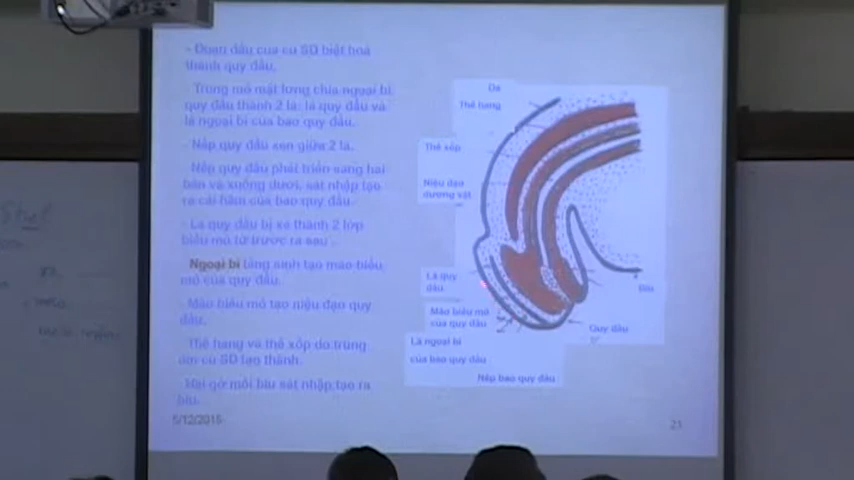 - Đoạn đầu của củ SD biệt hoá
thành quy đầu.
- Trung mô mặt lưng chia ngoại bì
quy đầu thành 2 lá: lá quy đầu và
lá ngoại bì của bao quy đầu.
- Nếp quy đầu xen giữa 2 lá.
- Nếp quy đầu phát triển sang hai
bên và xuống dưới, sát nhập tạo
ra cái hãm của bao quy đầu.
- Lá quy đầu bị xẻ thành 2 lớp
biểu mô từ trước ra sau .
Ngoại bì tăng sinh tạo mào biểu
mô của quy đầu.
- Mào biểu mô tạo niệu đạo quy
đầu.
Thể hang và thể xốp do trung
mô củ SD tạo thành.
Hai gờ môi bìu sát nhập tạo ra
bìu.
5/12/2015
21
Da
Thể hang
Thể xốp
Niệu đạo
dương vật
Lá quy
đầu
Mào biểu mô
của quy đầu
Lá ngoại bì
của bao quy đầu
Nếp bao quy đầu
Quy đầu
Bìu